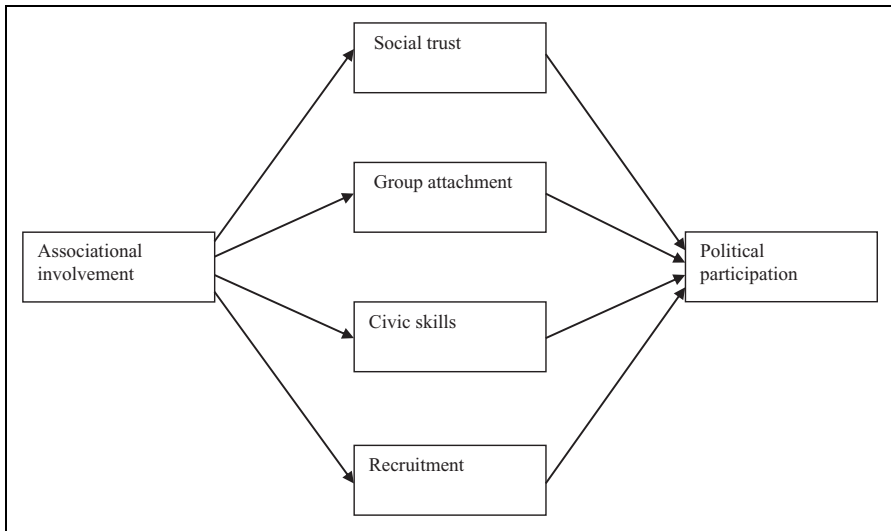 Social trust
Group attachment
Associational
involvement
Political
participation
Civic skills
Recruitment